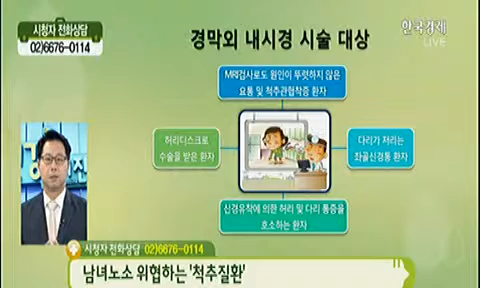 시청자 전화상담
02)6676-0114
경막외 내시경 시술 대상
한국경제
LIVE
MRI검사로도 원인이 뚜렷하지 않은
요통 및 척추관협착증 환자
허리디스크로
수술을 받은 환자
다리가 저리는
좌골신경통 환자
신경유착에 의한 허리 및 다리 통증을
호소하는 환자
시청자 전화상담 02)6676-0114
남녀노소 위협하는 '척추질환'